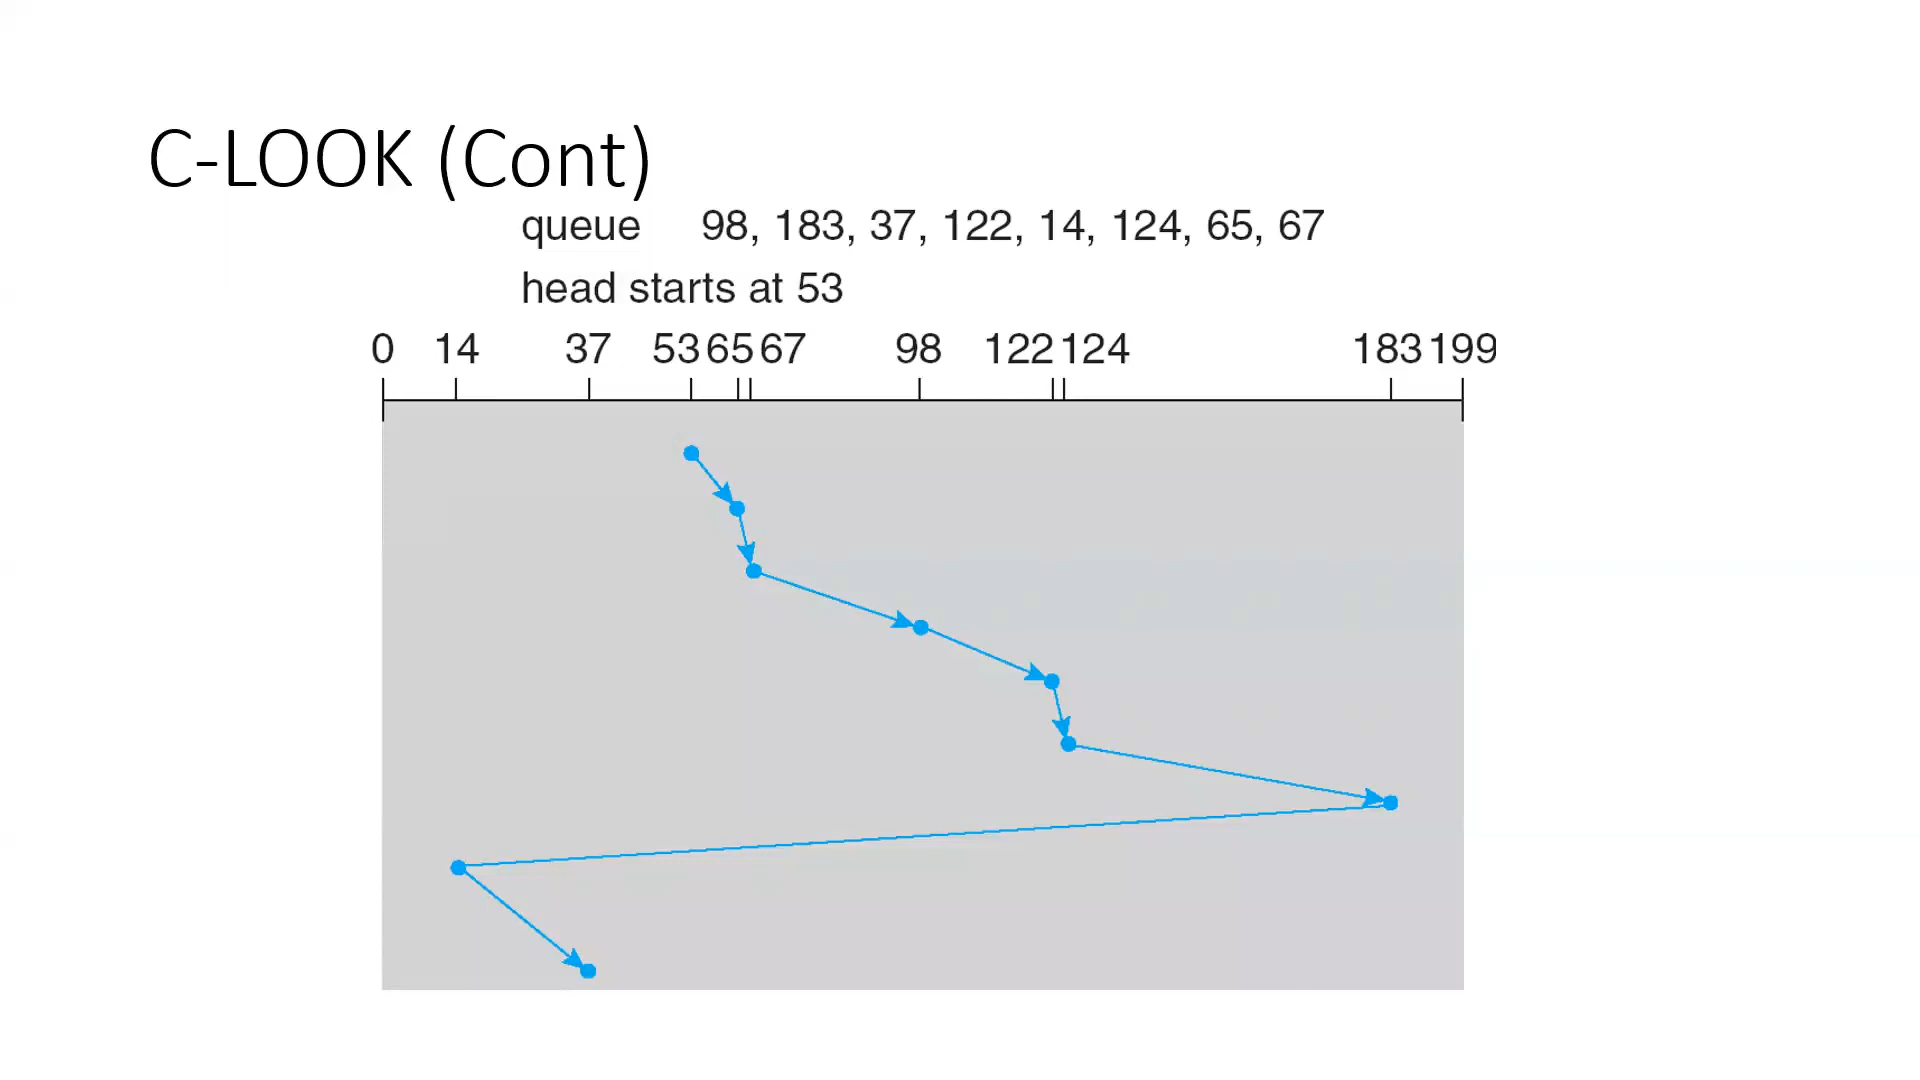 C-LOOK (Cont)
queue 98, 183, 37, 122, 14, 124, 65, 67
head starts at 53
0 14 37 53 65 67 98 122 124 183 199